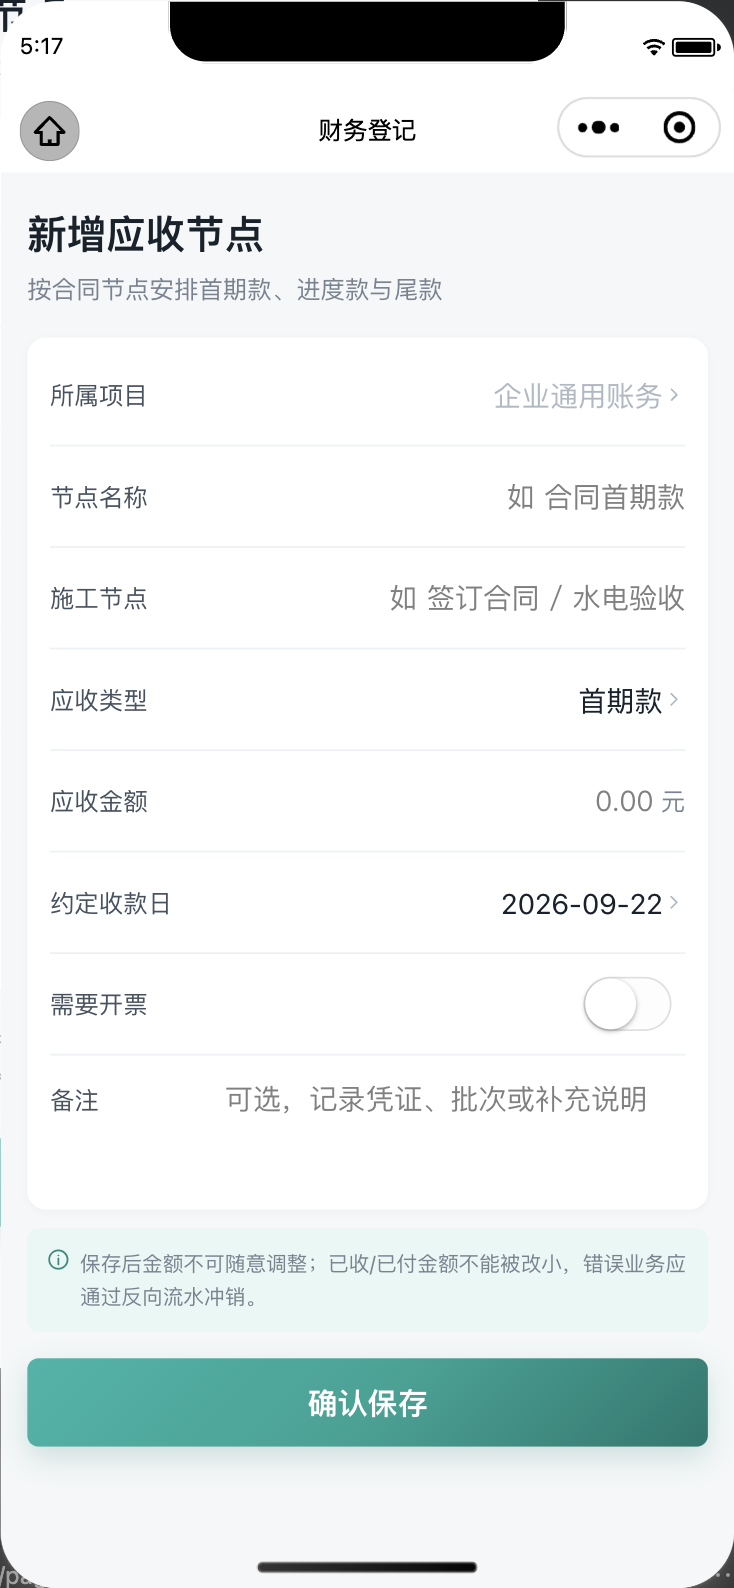 5:17
财务登记
新增应收节点
按合同节点安排首期款、进度款与尾款
所属项目 企业通用账务
节点名称 如 合同首期款
施工节点 如 签订合同 / 水电验收
应收类型 首期款
应收金额 0.00 元
约定收款日 2026-09-22
需要开票
备注 可选，记录凭证、批次或补充说明
保存后金额不可随意调整；已收/已付金额不能被改小，错误业务应
通过反向流水冲销。
确认保存